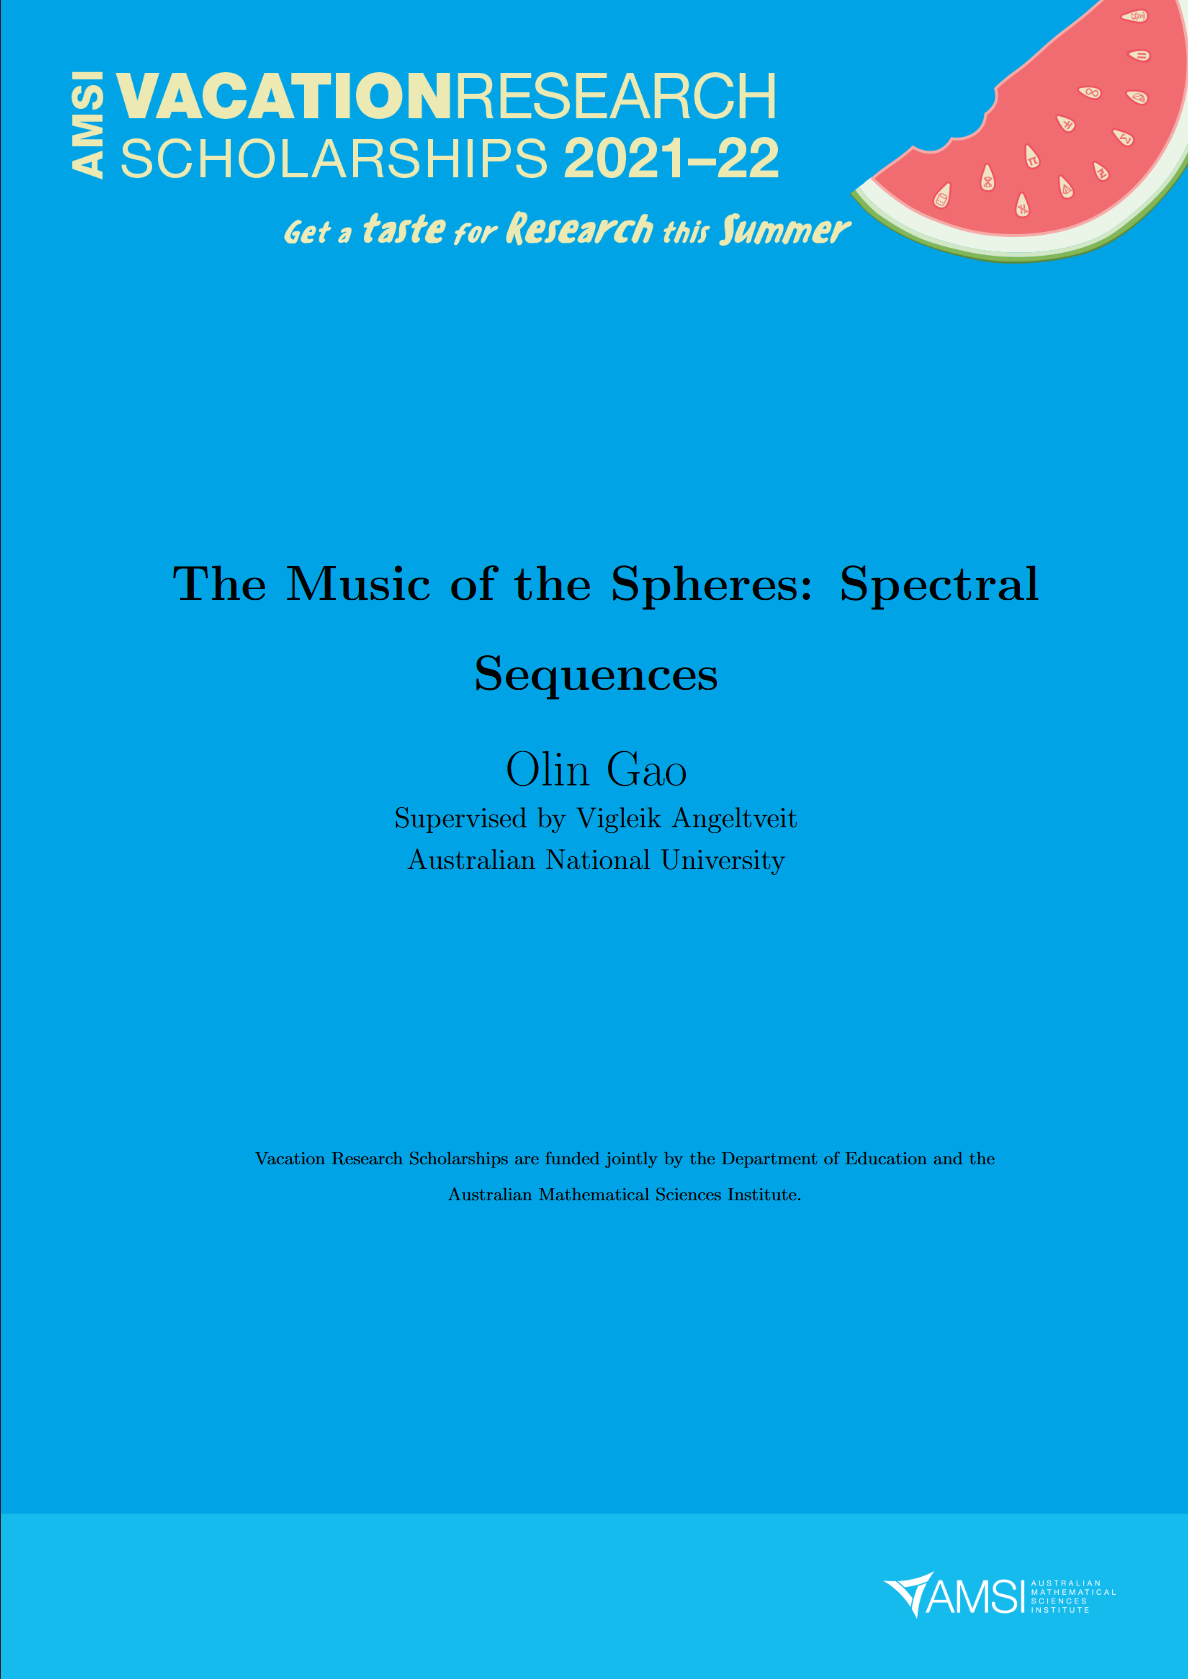 AMSI VACATIONRESEARCH
SCHOLARSHIPS 2021–22
Get a taste for Research this Summer
The Music of the Spheres: Spectral
Sequences
Olin Gao
Supervised by Vigleik Angeltveit
Australian National University
Vacation Research Scholarships are funded jointly by the Department of Education and the
Australian Mathematical Sciences Institute.
AMSI
AUSTRALIAN
MATHEMATICAL
SCIENCES
INSTITUTE